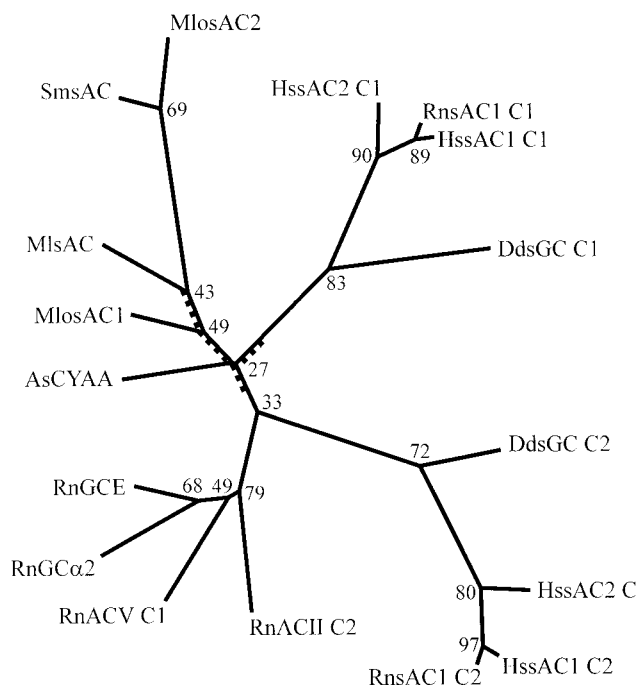 MlosAC2
SmsAC
69
HssAC2 C1
RnsAC1 C1
HssAC1 C1
90
89
MlsAC
DdsGC C1
83
43
MlosAC1
49
AsCYAA
27
33
72
DdsGC C2
RnGCE
68
49
79
RnGCα2
HssAC2 C
80
RnACV C1
RnACII C2
97
HssAC1 C2
RnsAC1 C2